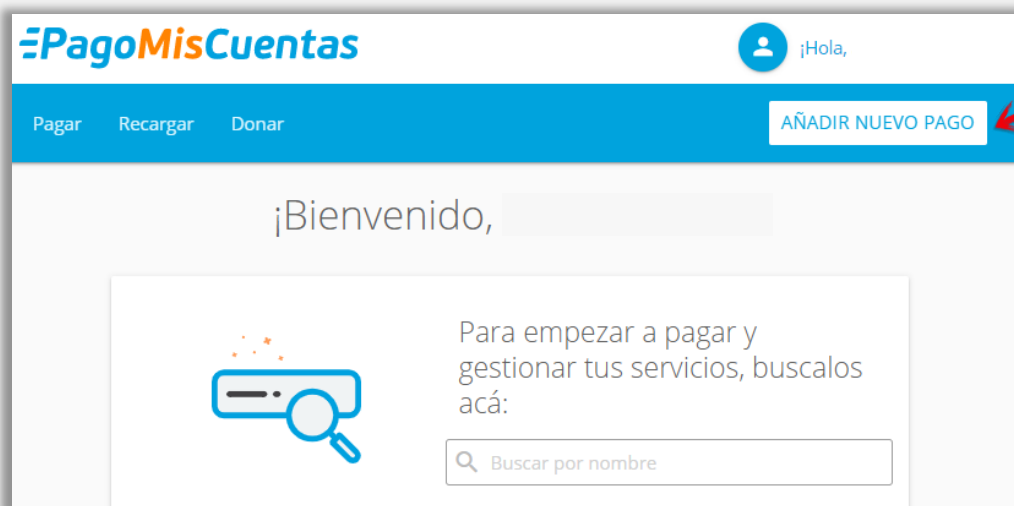 PagoMisCuentas
¡Hola,
Pagar Recargar Donar AÑADIR NUEVO PAGO
¡Bienvenido,
Para empezar a pagar y
gestionar tus servicios, buscalos
acá:
Buscar por nombre